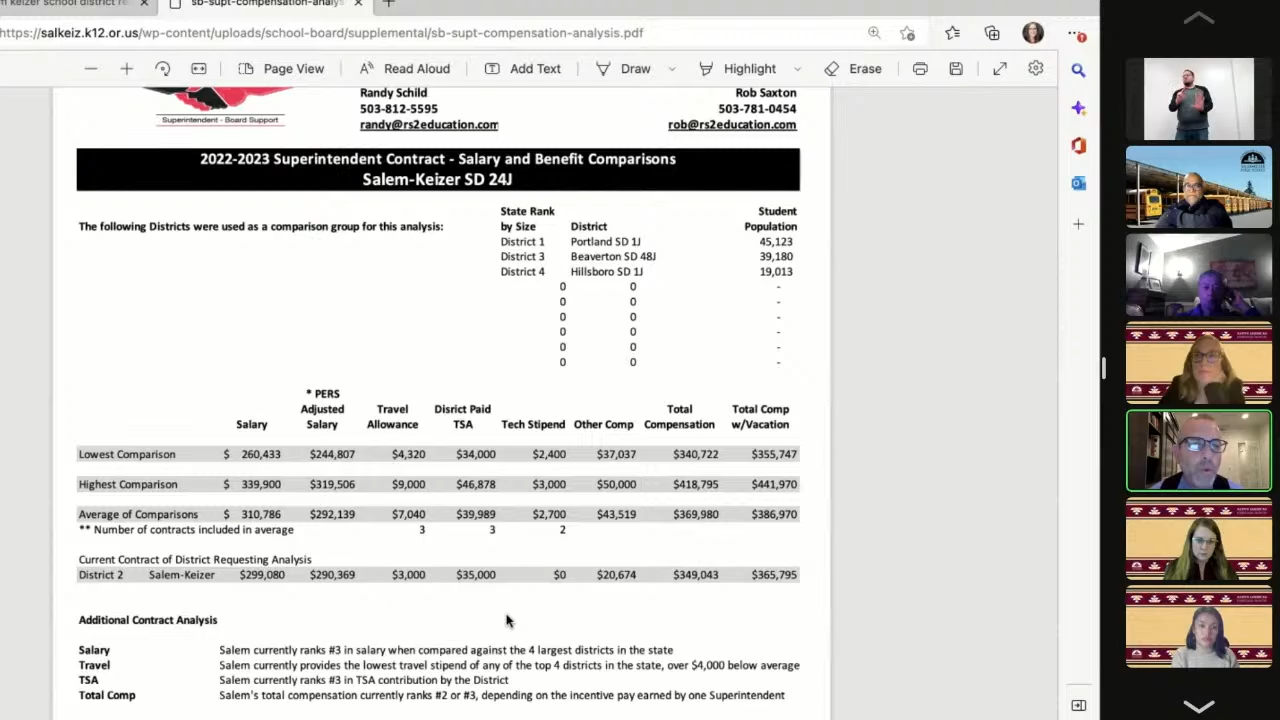 sb-supt-compensation-analys
https://salkeiz.k12.or.us/wp-content/uploads/school-board/supplemental/sb-supt-compensation-analysis.pdf
Page View Read Aloud Add Text Draw Highlight Erase
Randy Schild Rob Saxton
503-812-5595 503-781-0454
randy@rs2education.com rob@rs2education.com
Superintendent - Board Support
2022-2023 Superintendent Contract - Salary and Benefit Comparisons
Salem-Keizer SD 24J
The following Districts were used as a comparison group for this analysis:
State Rank Student
by Size District Population
District 1 Portland SD 1J 45,123
District 3 Beaverton SD 48J 39,180
District 4 Hillsboro SD 1J 19,013
0 0 -
0 0 -
0 0 -
0 0 -
0 0 -
0 0 -
* PERS
Adjusted Travel Disrict Paid Total Total Comp
Salary Salary Allowance TSA Tech Stipend Other Comp Compensation w/Vacation
Lowest Comparison $ 260,433 $244,807 $4,320 $34,000 $2,400 $37,037 $340,722 $355,747
Highest Comparison $ 339,900 $319,506 $9,000 $46,878 $3,000 $50,000 $418,795 $441,970
Average of Comparisons $ 310,786 $292,139 $7,040 $39,989 $2,700 $43,519 $369,980 $386,970
** Number of contracts included in average 3 3 2
Current Contract of District Requesting Analysis
District 2 Salem-Keizer $299,080 $290,369 $3,000 $35,000 $0 $20,674 $349,043 $365,795
Additional Contract Analysis
Salary Salem currently ranks #3 in salary when compared against the 4 largest districts in the state
Travel Salem currently provides the lowest travel stipend of any of the top 4 districts in the state, over $4,000 below average
TSA Salem currently ranks #3 in TSA contribution by the District
Total Comp Salem's total compensation currently ranks #2 or #3, depending on the incentive pay earned by one Superintendent